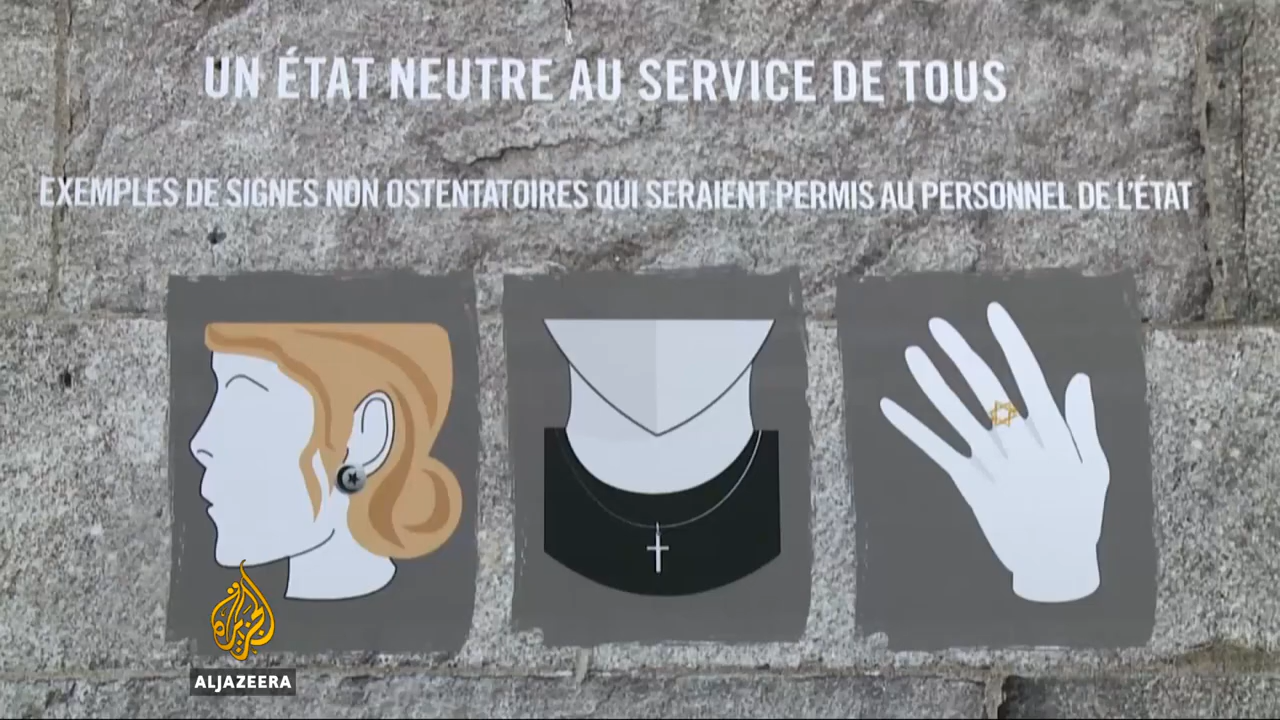 UN ÉTAT NEUTRE AU SERVICE DE TOUS
EXEMPLES DE SIGNES NON OSTENTATOIRES QUI SERAIENT PERMIS AU PERSONNEL DE L'ÉTAT
الجزيرة
ALJAZEERA